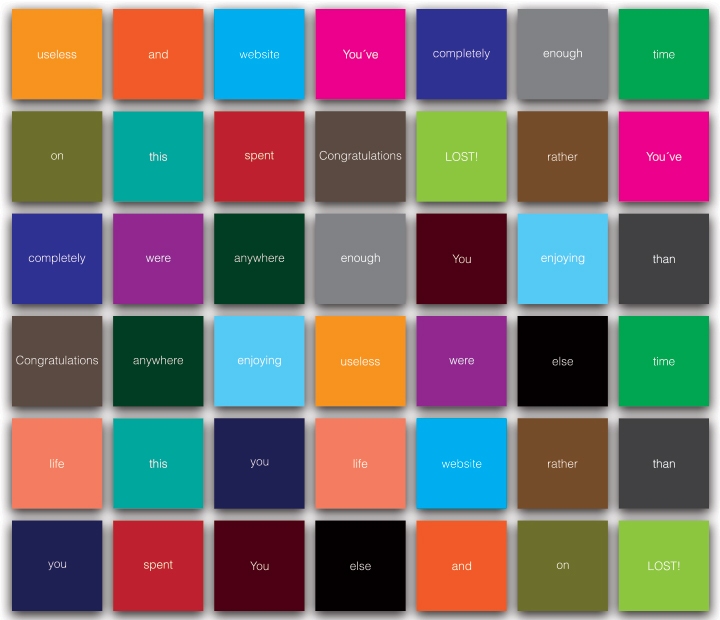 useless and website You´ve completely enough time
on this spent Congratulations LOST! rather You´ve
completely were anywhere enough You enjoying than
Congratulations anywhere enjoying useless were else time
life this you life website rather than
you spent You else and on LOST!